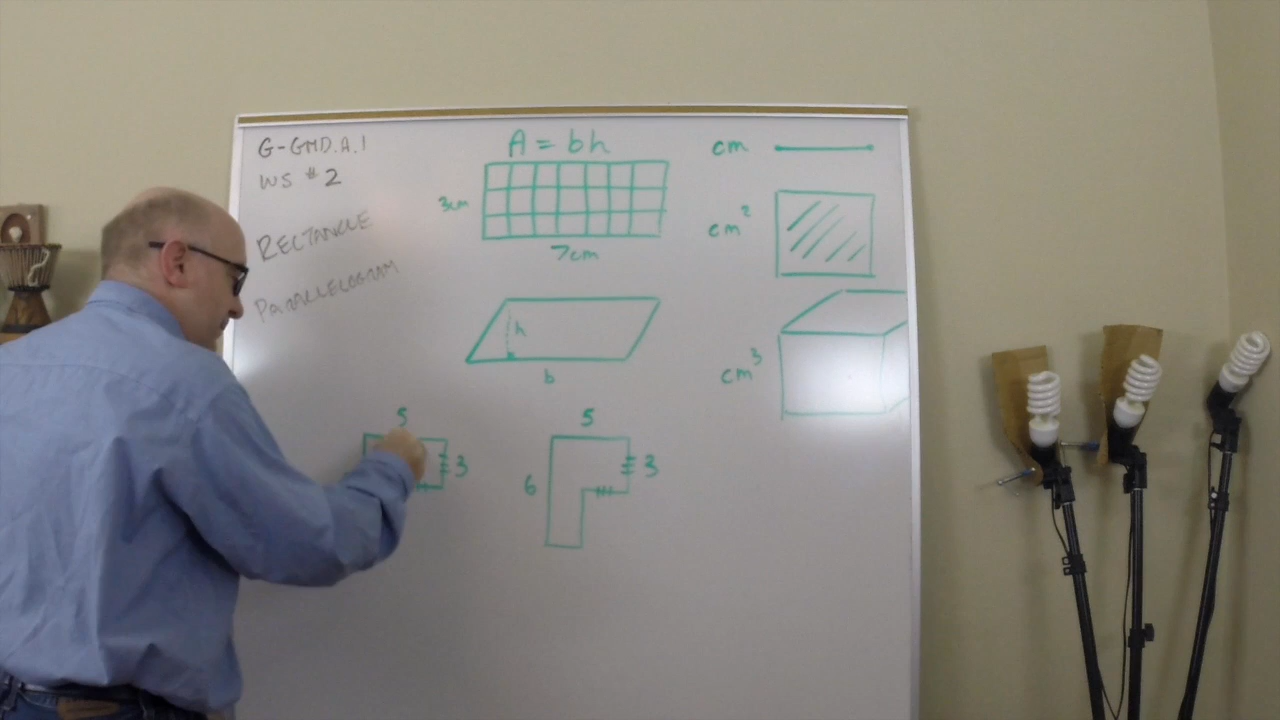 G-GMD.A.1
WS #2
RECTANGLE
PARALLELOGRAM
A = bh
3cm
7cm
h
b
cm
cm²
cm³
5
3
5
6
3